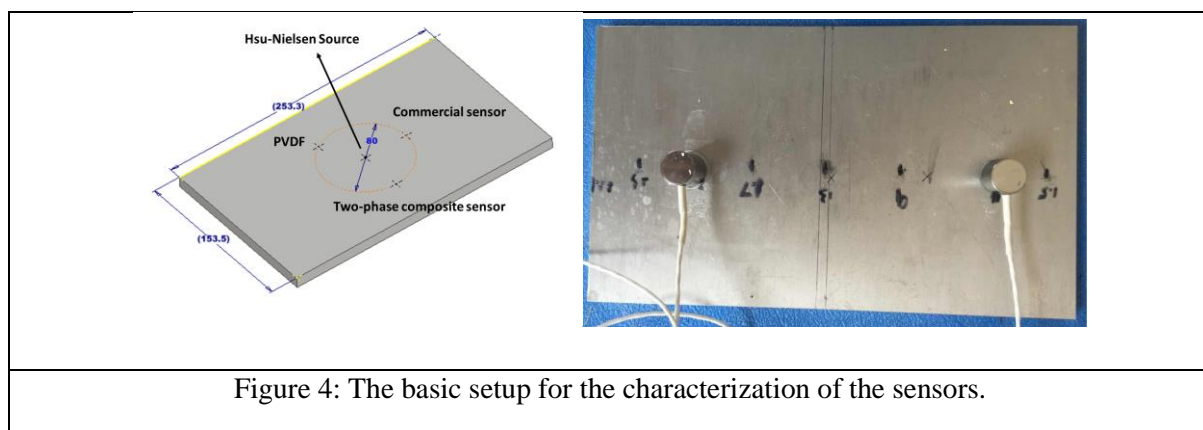 Hsu-Nielsen Source
(253.3)
Commercial sensor
PVDF
80
Two-phase composite sensor
(153.5)
Figure 4: The basic setup for the characterization of the sensors.